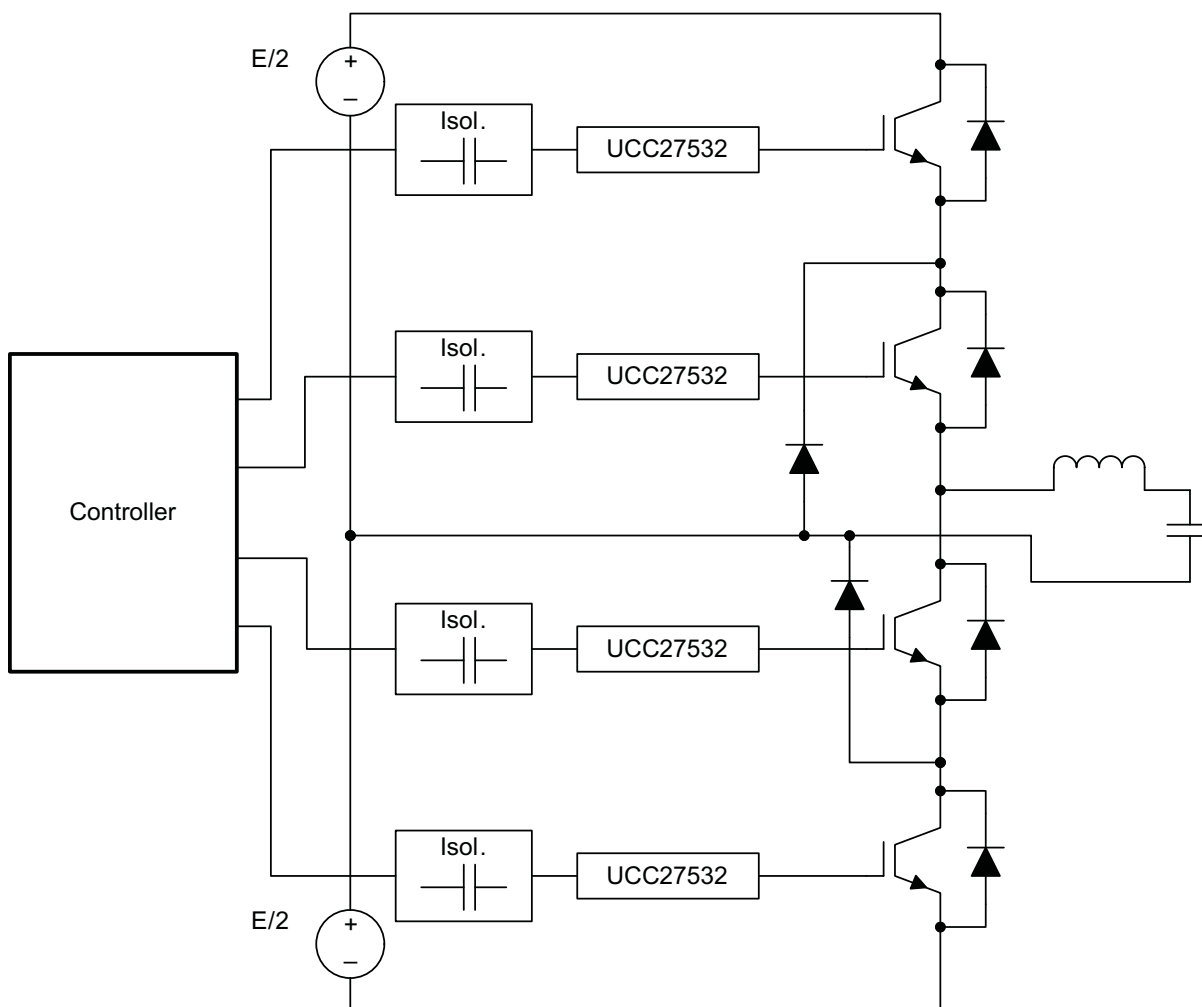 E/2
+
–
Isol.
UCC27532
Isol.
UCC27532
Controller
Isol.
UCC27532
Isol.
UCC27532
E/2
+
–